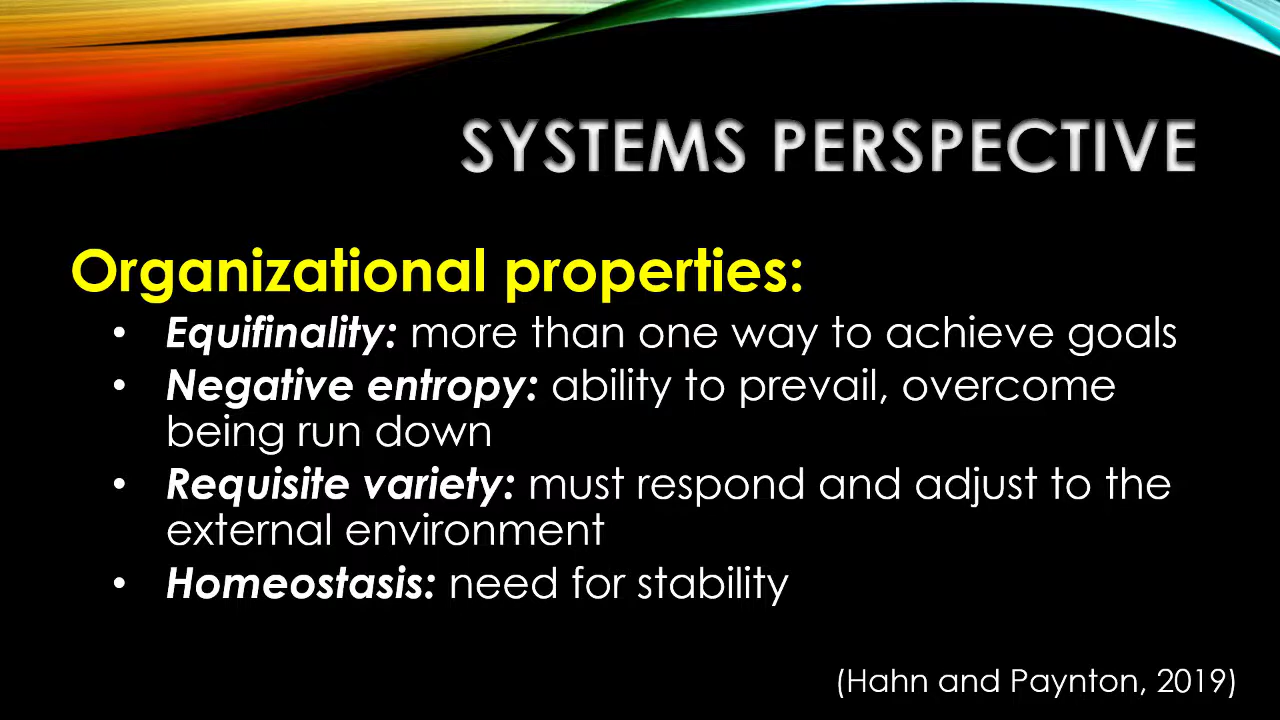 SYSTEMS PERSPECTIVE
Organizational properties:
• Equifinality: more than one way to achieve goals
• Negative entropy: ability to prevail, overcome
being run down
• Requisite variety: must respond and adjust to the
external environment
• Homeostasis: need for stability
(Hahn and Paynton, 2019)